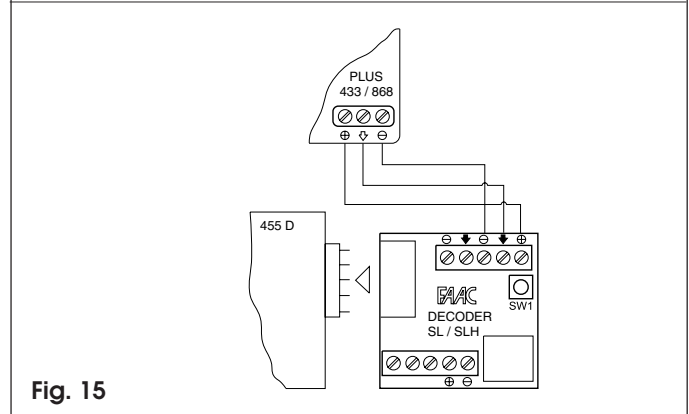 PLUS
433 / 868
⊕ ⇩ ⊖
455 D
⊖ 🡇 ⊖ 🡇 ⊕
FAAC
SW1
DECODER
SL / SLH
⊕ ⊖
Fig. 15